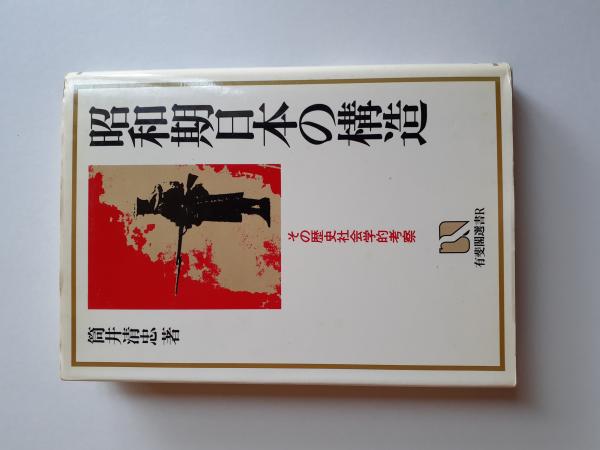 昭和期日本の構造
その歴史社会学的考察
筒井清忠著
有斐閣選書R